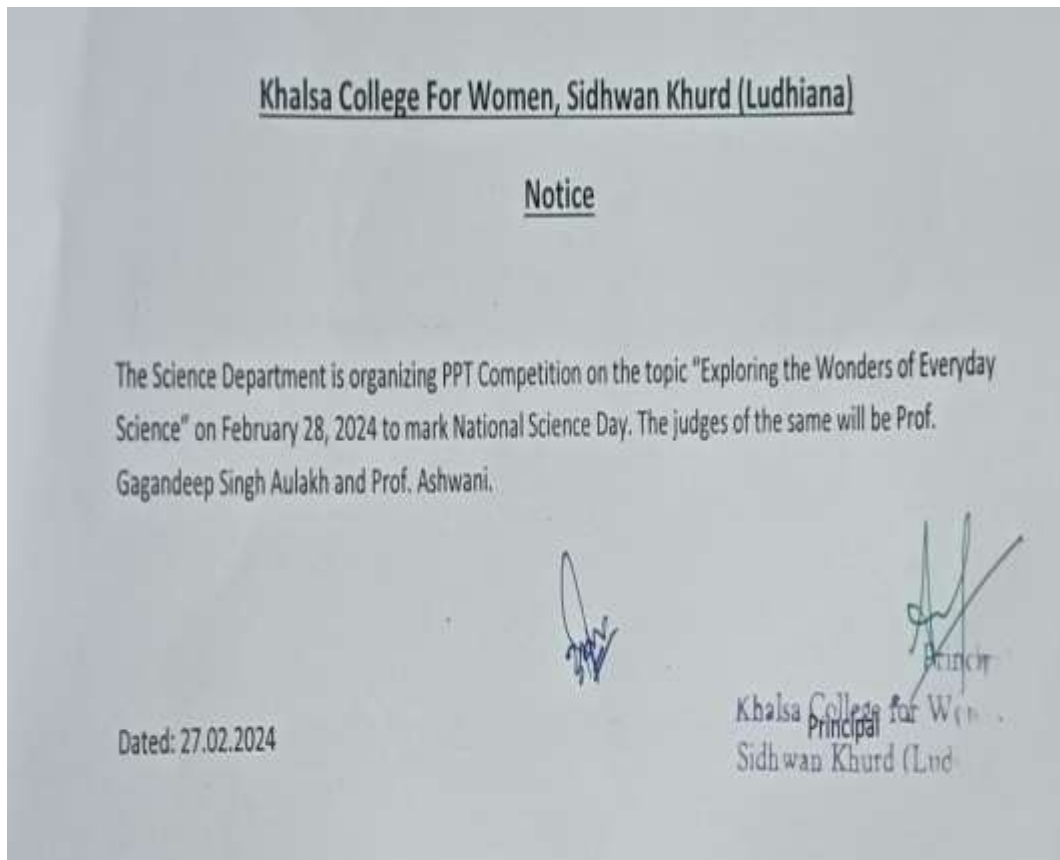 Khalsa College For Women, Sidhwan Khurd (Ludhiana)
Notice
The Science Department is organizing PPT Competition on the topic "Exploring the Wonders of Everyday
Science" on February 28, 2024 to mark National Science Day. The judges of the same will be Prof.
Gagandeep Singh Aulakh and Prof. Ashwani.
Khalsa College for
Principal
Dated: 27.02.2024
Sidhwan Khurd